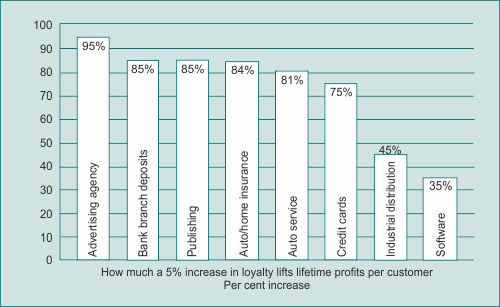 100
90
80
70
60
50
40
30
20
10
0
95%
85%
85%
84%
81%
75%
45%
35%
Advertising agency
Bank branch deposits
Publishing
Auto/home insurance
Auto service
Credit cards
Industrial distribution
Software
How much a 5% increase in loyalty lifts lifetime profits per customer
Per cent increase